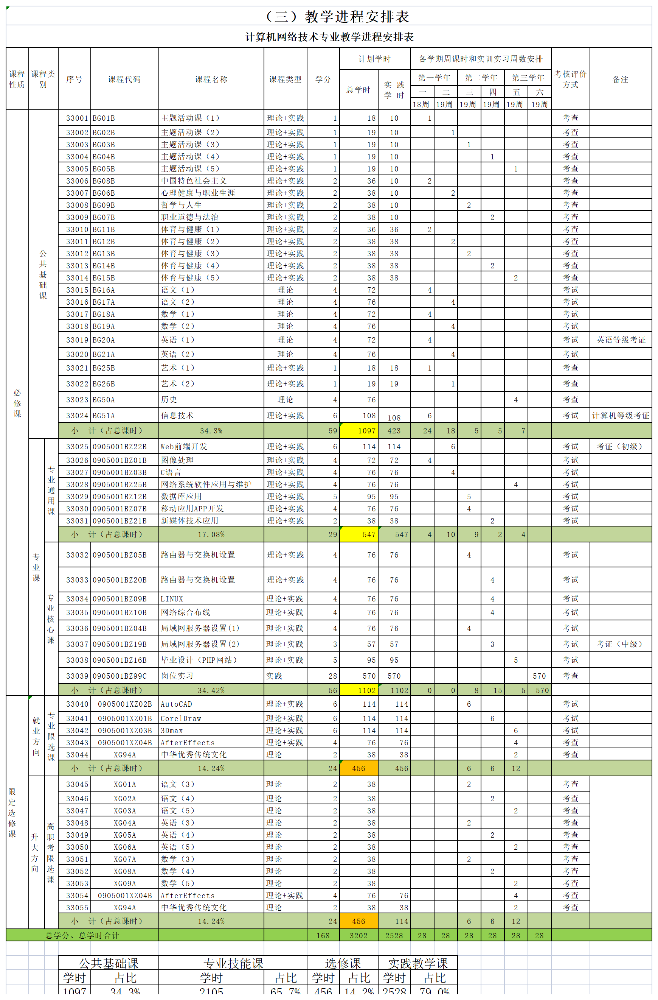 （三）教学进程安排表
计算机网络技术专业教学进程安排表
课程性质 课程类别 序号 课程代码 课程名称 课程类型 学分 计划学时 各学期周课时和实训实习周数安排 考核评价方式 备注
总学时 实践学时 第一学年 第二学年 第三学年
一 二 三 四 五 六
18周 19周 19周 19周 19周 19周
必修课
公共基础课
33001 BG01B 主题活动课（1） 理论+实践 1 18 10 1 考查
33002 BG02B 主题活动课（2） 理论+实践 1 19 10 1 考查
33003 BG03B 主题活动课（3） 理论+实践 1 19 10 1 考查
33004 BG04B 主题活动课（4） 理论+实践 1 19 10 1 考查
33005 BG05B 主题活动课（5） 理论+实践 1 19 10 1 考查
33006 BG08B 中国特色社会主义 理论+实践 2 36 10 2 考查
33007 BG06B 心理健康与职业生涯 理论+实践 2 38 10 2 考查
33008 BG09B 哲学与人生 理论+实践 2 38 10 2 考查
33009 BG07B 职业道德与法治 理论+实践 2 38 10 2 考查
33010 BG11B 体育与健康（1） 理论+实践 2 36 36 2 考查
33011 BG12B 体育与健康（2） 理论+实践 2 38 38 2 考查
33012 BG13B 体育与健康（3） 理论+实践 2 38 38 2 考查
33013 BG14B 体育与健康（4） 理论+实践 2 38 38 2 考查
33014 BG15B 体育与健康（5） 理论+实践 2 38 38 2 考查
33015 BG16A 语文（1） 理论 4 72 4 考试
33016 BG17A 语文（2） 理论 4 76 4 考试
33017 BG18A 数学（1） 理论 4 72 4 考试
33018 BG19A 数学（2） 理论 4 76 4 考试
33019 BG20A 英语（1） 理论 4 72 4 考试 英语等级考证
33020 BG21A 英语（2） 理论 4 76 4 考试
33021 BG25B 艺术（1） 理论+实践 1 18 18 1 考查
33022 BG26B 艺术（2） 理论+实践 1 19 19 1 考查
33023 BG50A 历史 理论 4 76 4 考查
33024 BG51A 信息技术 理论+实践 6 108 108 6 考试 计算机等级考证
小 计（占总课时） 34.3% 59 1097 423 24 18 5 5 7
专业课
专业通用课
33025 0905001BZ22B Web前端开发 理论+实践 6 114 114 6 考试 考证（初级）
33026 0905001BZ01B 图像处理 理论+实践 4 72 72 4 考试
33027 0905001BZ03B C语言 理论+实践 4 76 76 4 考试
33028 0905001BZ25B 网络系统软件应用与维护 理论+实践 4 76 76 4 考试
33029 0905001BZ12B 数据库应用 理论+实践 5 95 95 5 考试
33030 0905001BZ07B 移动应用APP开发 理论+实践 4 76 76 4 考试
33031 0905001BZ21B 新媒体技术应用 理论+实践 2 38 38 2 考试
小 计（占总课时） 17.08% 29 547 547 4 10 9 2 4
专业核心课
33032 0905001BZ05B 路由器与交换机设置 理论+实践 4 76 76 4 考试
33033 0905001BZ20B 路由器与交换机设置 理论+实践 4 76 76 4 考试
33034 0905001BZ09B LINUX 理论+实践 4 76 76 4 考试
33035 0905001BZ10B 网络综合布线 理论+实践 4 76 76 4 考试
33036 0905001BZ04B 局域网服务器设置(1) 理论+实践 4 76 76 4 考试
33037 0905001BZ19B 局域网服务器设置(2) 理论+实践 3 57 57 3 考试 考证（中级）
33038 0905001BZ16B 毕业设计（PHP网站） 理论+实践 5 95 95 5 考试
33039 0905001BZ99C 岗位实习 实践 28 570 570 570 考查
小 计（占总课时） 34.42% 56 1102 1102 0 0 8 15 5 570
限定选修课
就业方向
专业限选课
33040 0905001XZ02B AutoCAD 理论+实践 6 114 114 6 考试
33041 0905001XZ01B CorelDraw 理论+实践 6 114 114 6 考试
33042 0905001XZ03B 3Dmax 理论+实践 6 114 114 6 考试
33043 0905001XZ04B AfterEffects 理论+实践 4 76 76 4 考查
33044 XG94A 中华优秀传统文化 理论 2 38 38 2 考查
小 计（占总课时） 14.24% 24 456 456 6 6 12
升大方向
高职考限选课
33045 XG01A 语文（3） 理论 2 38 2 考查
33046 XG02A 语文（4） 理论 2 38 2 考查
33047 XG03A 语文（5） 理论 2 38 2 考查
33048 XG04A 英语（3） 理论 2 38 2 考查
33049 XG05A 英语（4） 理论 2 38 2 考查
33050 XG06A 英语（5） 理论 2 38 2 考查
33051 XG07A 数学（3） 理论 2 38 2 考查
33052 XG08A 数学（4） 理论 2 38 2 考查
33053 XG09A 数学（5） 理论 2 38 2 考查
33054 0905001XZ04B AfterEffects 理论+实践 4 76 76 4 考查
33055 XG94A 中华优秀传统文化 理论 2 38 38 2 考查
小 计（占总课时） 14.24% 24 456 114 6 6 12
总学分、总学时合计 168 3202 2528 28 28 28 28 28 28
公共基础课 专业技能课 选修课 实践教学课
学时 占比 学时 占比 学时 占比 学时 占比
1097 34.3% 2105 65.7% 456 14.2% 2528 79.0%